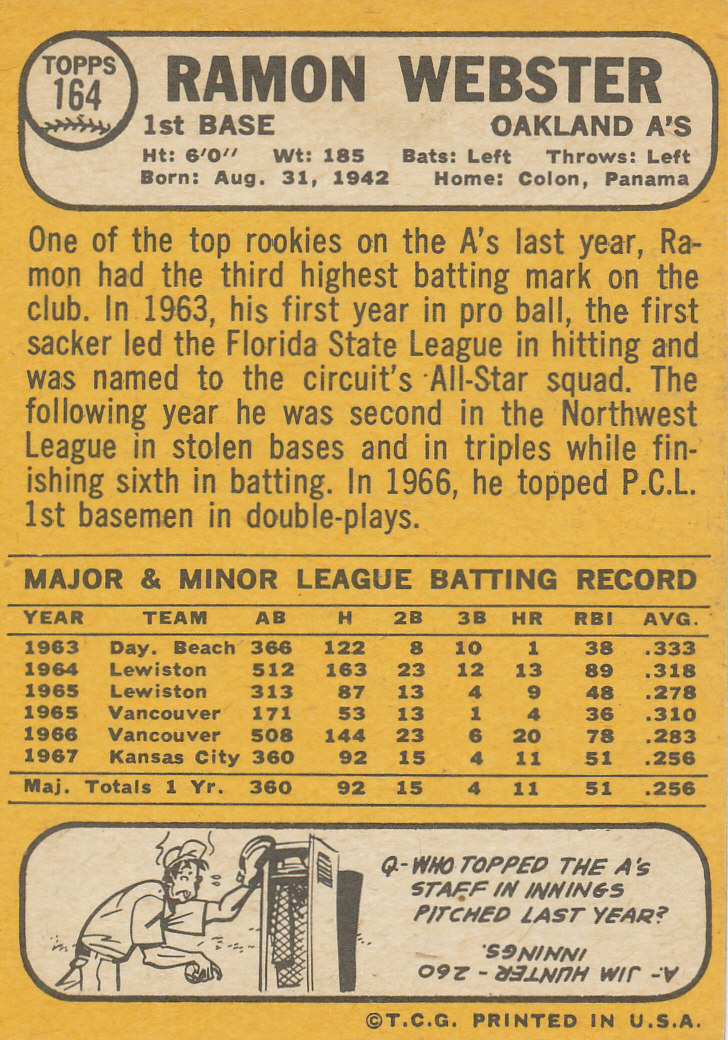 TOPPS
164
RAMON WEBSTER
1st BASE OAKLAND A'S
Ht: 6'0" Wt: 185 Bats: Left Throws: Left
Born: Aug. 31, 1942 Home: Colon, Panama
One of the top rookies on the A's last year, Ra-
mon had the third highest batting mark on the
club. In 1963, his first year in pro ball, the first
sacker led the Florida State League in hitting and
was named to the circuit's All-Star squad. The
following year he was second in the Northwest
League in stolen bases and in triples while fin-
ishing sixth in batting. In 1966, he topped P.C.L.
1st basemen in double-plays.
MAJOR & MINOR LEAGUE BATTING RECORD
YEAR TEAM AB H 2B 3B HR RBI AVG.
1963 Day. Beach 366 122 8 10 1 38 .333
1964 Lewiston 512 163 23 12 13 89 .318
1965 Lewiston 313 87 13 4 9 48 .278
1965 Vancouver 171 53 13 1 4 36 .310
1966 Vancouver 508 144 23 6 20 78 .283
1967 Kansas City 360 92 15 4 11 51 .256
Maj. Totals 1 Yr. 360 92 15 4 11 51 .256
Q-WHO TOPPED THE A's
STAFF IN INNINGS
PITCHED LAST YEAR?
A- JIM HUNTER - 260
INNINGS.
©T.C.G. PRINTED IN U.S.A.